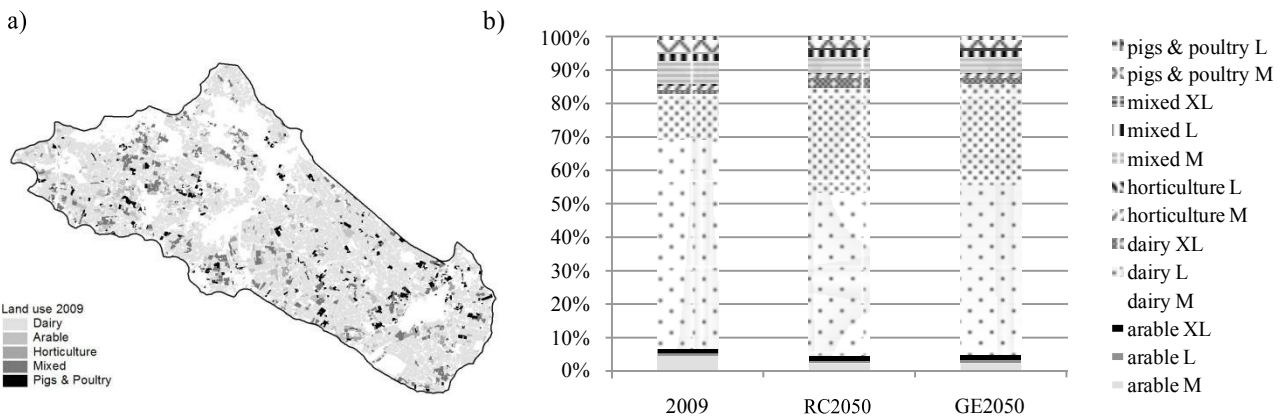 a)
Land use 2009
Dairy
Arable
Horticulture
Mixed
Pigs & Poultry
b)
100%
90%
80%
70%
60%
50%
40%
30%
20%
10%
0%
2009 RC2050 GE2050
pigs & poultry L
pigs & poultry M
mixed XL
mixed L
mixed M
horticulture L
horticulture M
dairy XL
dairy L
dairy M
arable XL
arable L
arable M